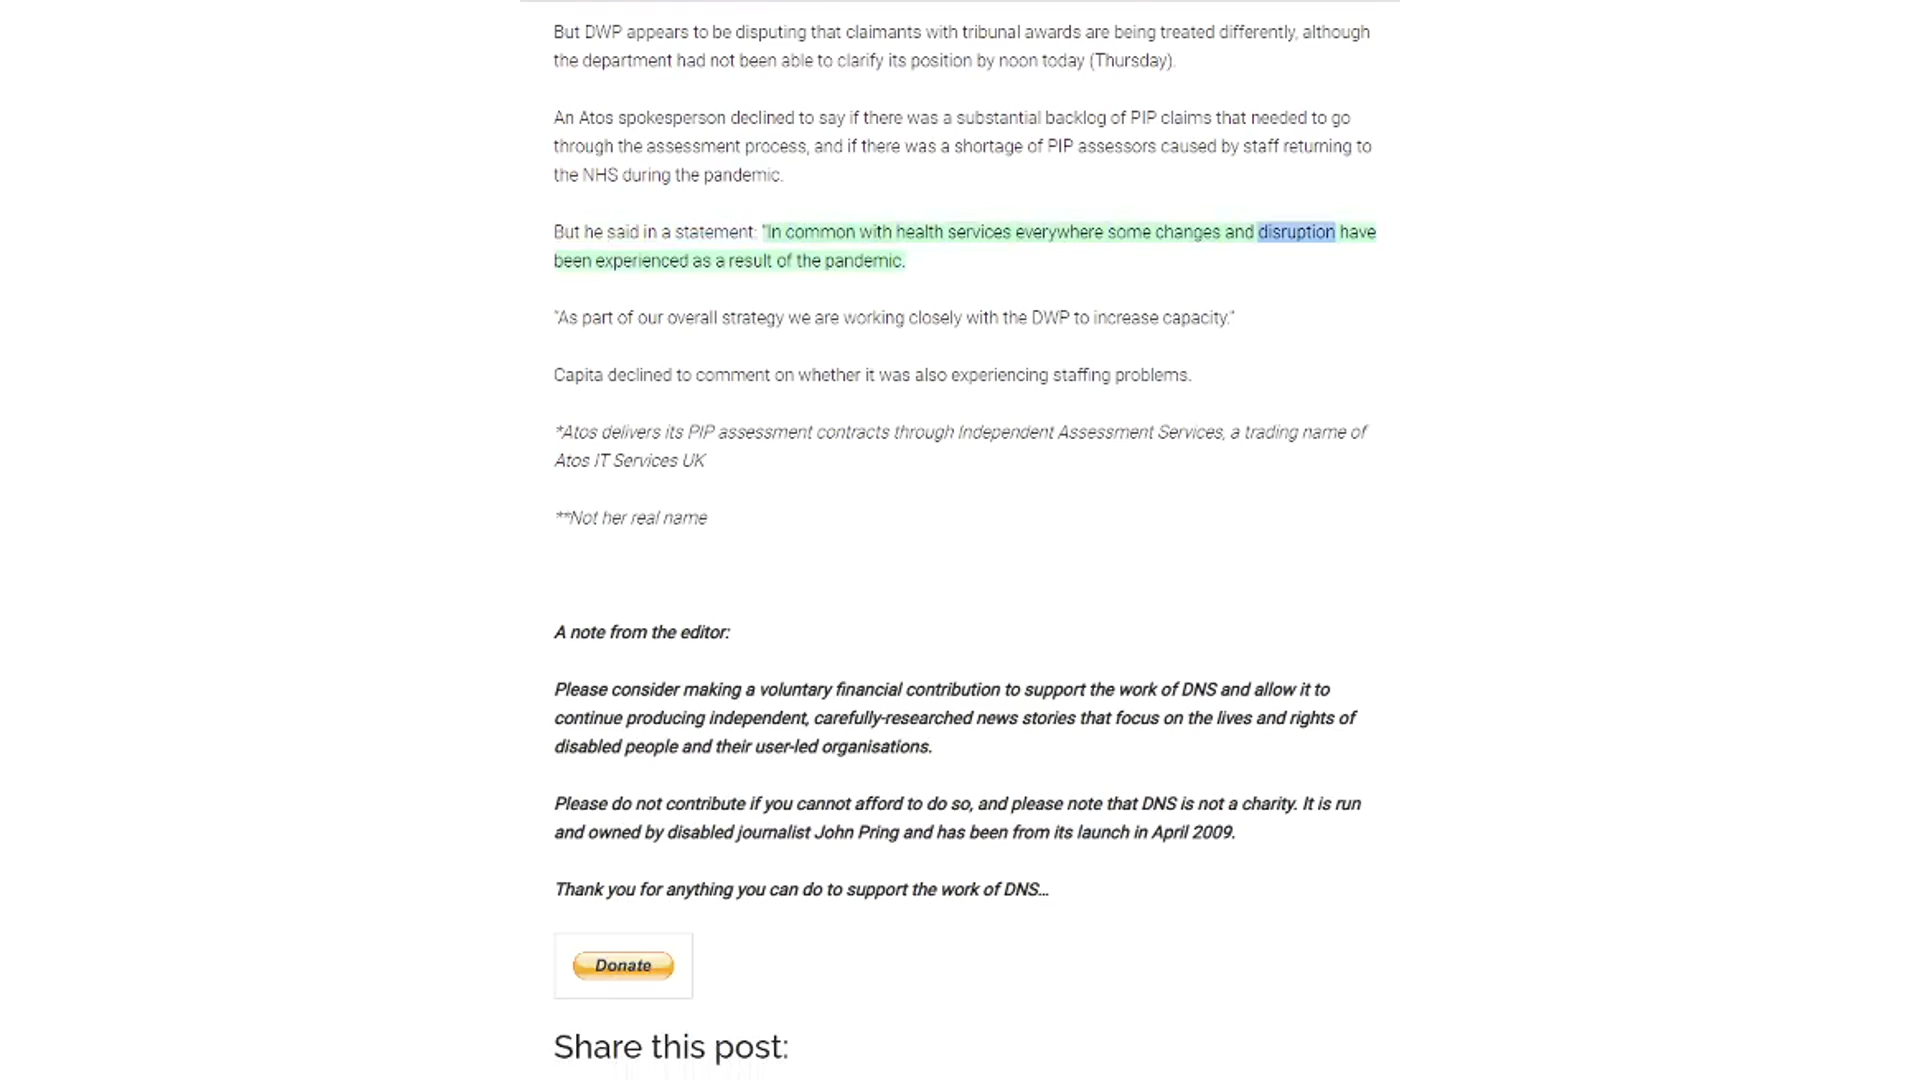 But DWP appears to be disputing that claimants with tribunal awards are being treated differently, although
the department had not been able to clarify its position by noon today (Thursday).
An Atos spokesperson declined to say if there was a substantial backlog of PIP claims that needed to go
through the assessment process, and if there was a shortage of PIP assessors caused by staff returning to
the NHS during the pandemic.
But he said in a statement: "In common with health services everywhere some changes and disruption have
been experienced as a result of the pandemic.
"As part of our overall strategy we are working closely with the DWP to increase capacity."
Capita declined to comment on whether it was also experiencing staffing problems.
*Atos delivers its PIP assessment contracts through Independent Assessment Services, a trading name of
Atos IT Services UK
**Not her real name
A note from the editor:
Please consider making a voluntary financial contribution to support the work of DNS and allow it to
continue producing independent, carefully-researched news stories that focus on the lives and rights of
disabled people and their user-led organisations.
Please do not contribute if you cannot afford to do so, and please note that DNS is not a charity. It is run
and owned by disabled journalist John Pring and has been from its launch in April 2009.
Thank you for anything you can do to support the work of DNS…
Donate
Share this post: